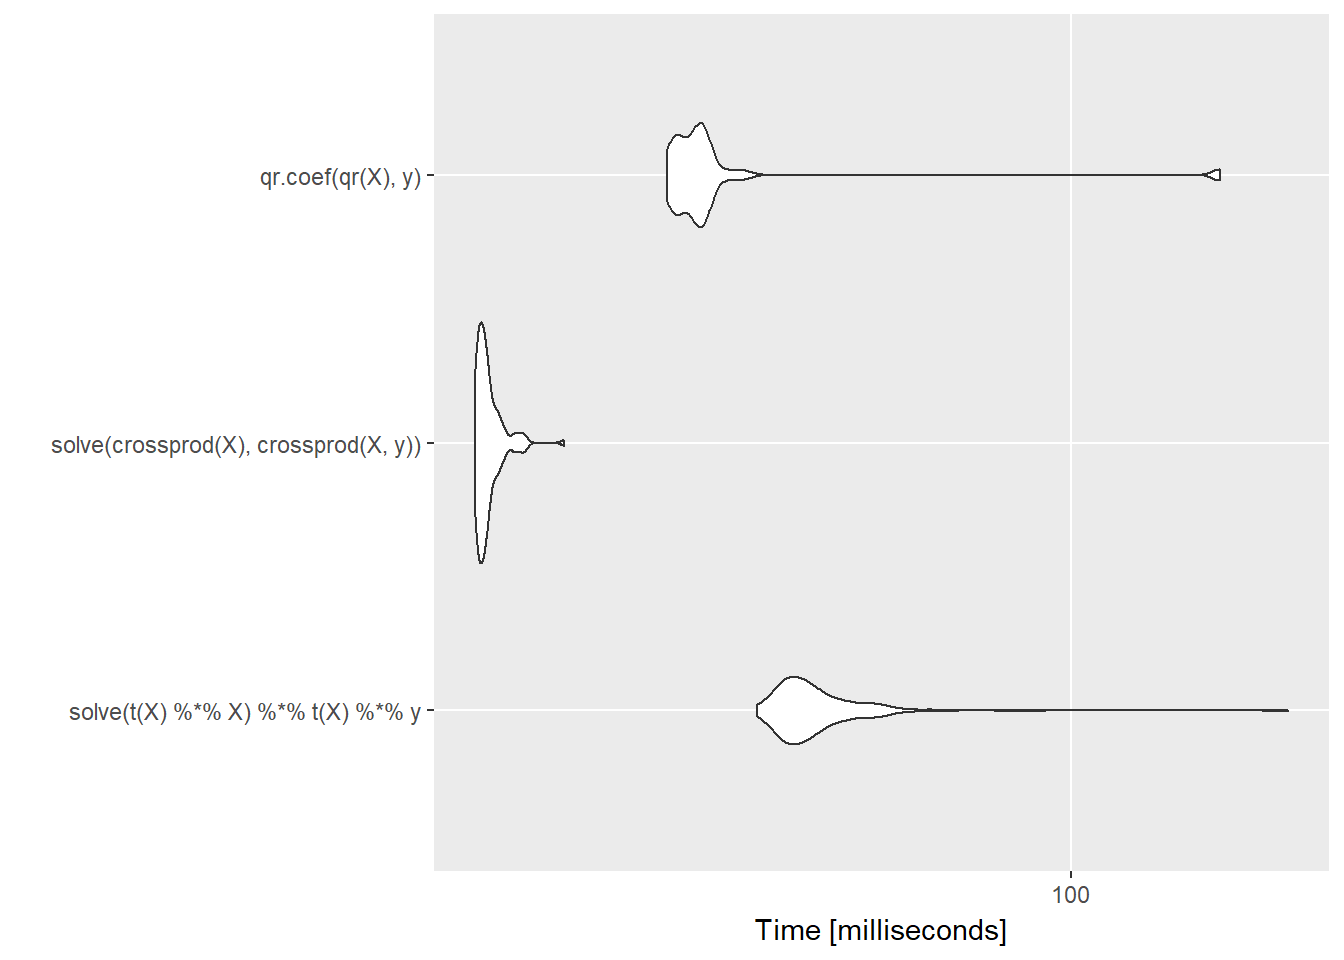 qr.coef(qr(X), y)
solve(crossprod(X), crossprod(X, y))
solve(t(X) %*% X) %*% t(X) %*% y
100
Time [milliseconds]